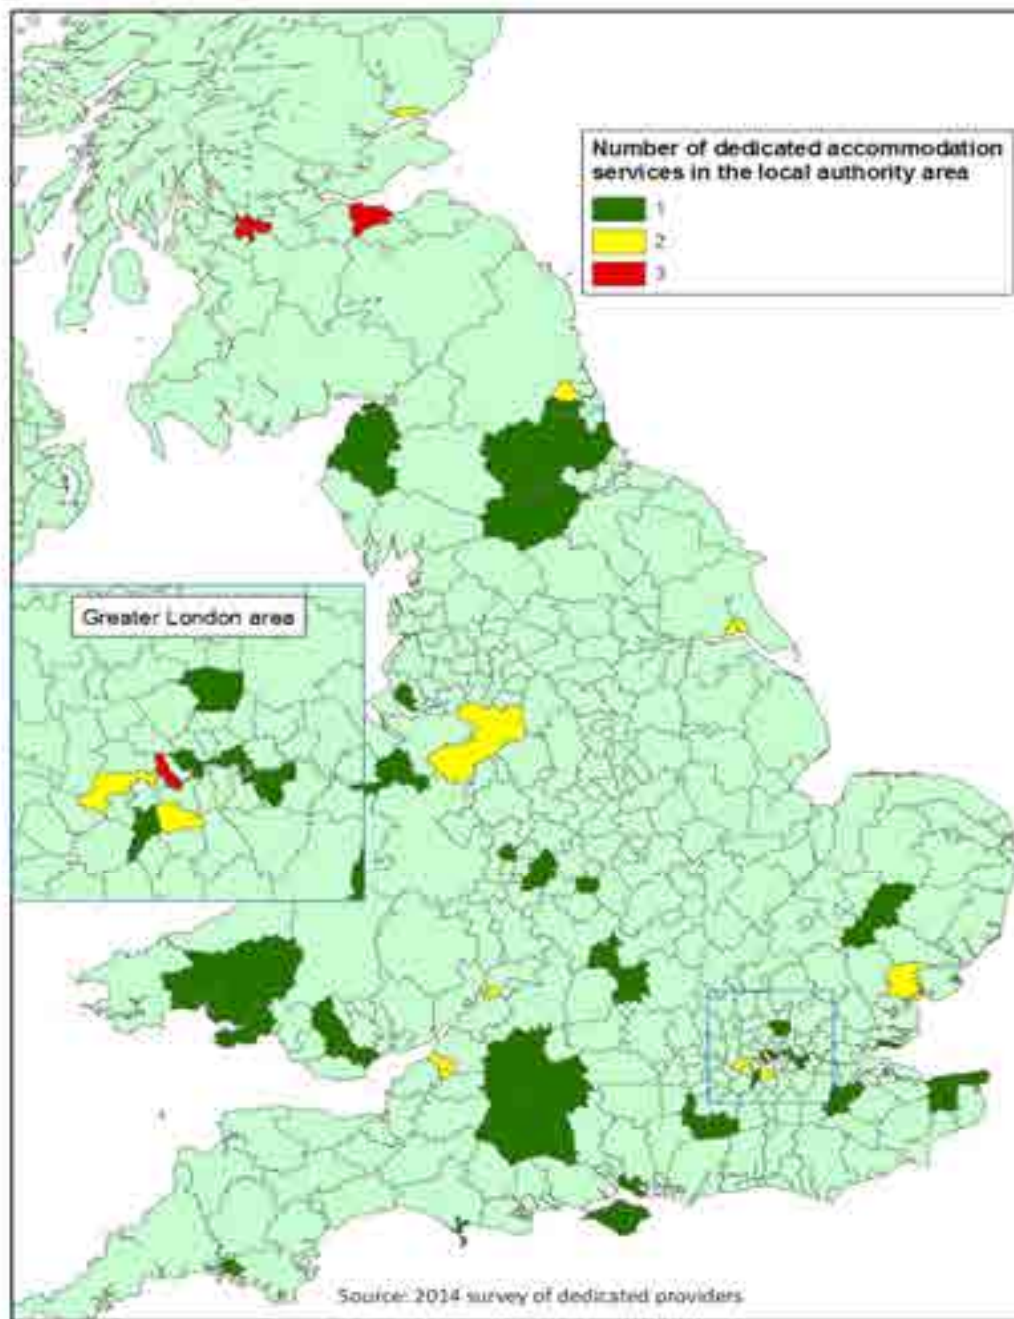 Number of dedicated accommodation
services in the local authority area
1
2
3
Greater London area
Source: 2014 survey of dedicated providers